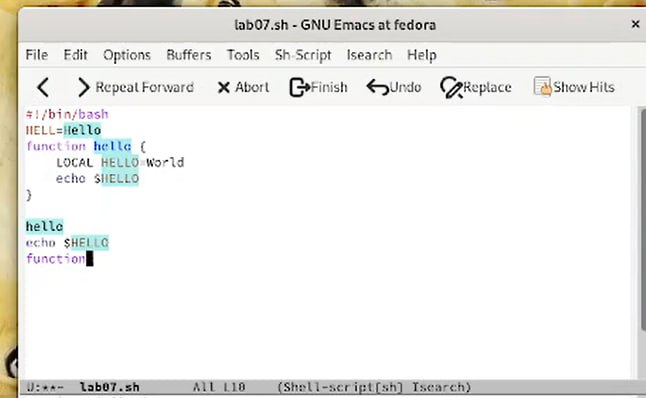 lab07.sh - GNU Emacs at fedora ×
File Edit Options Buffers Tools Sh-Script Isearch Help
Repeat Forward Abort Finish Undo Replace Show Hits
#!/bin/bash
HELL=Hello
function hello {
    LOCAL HELLO=World
    echo $HELLO
}
hello
echo $HELLO
function
U:**- lab07.sh All L10 (Shell-script[sh] Isearch)